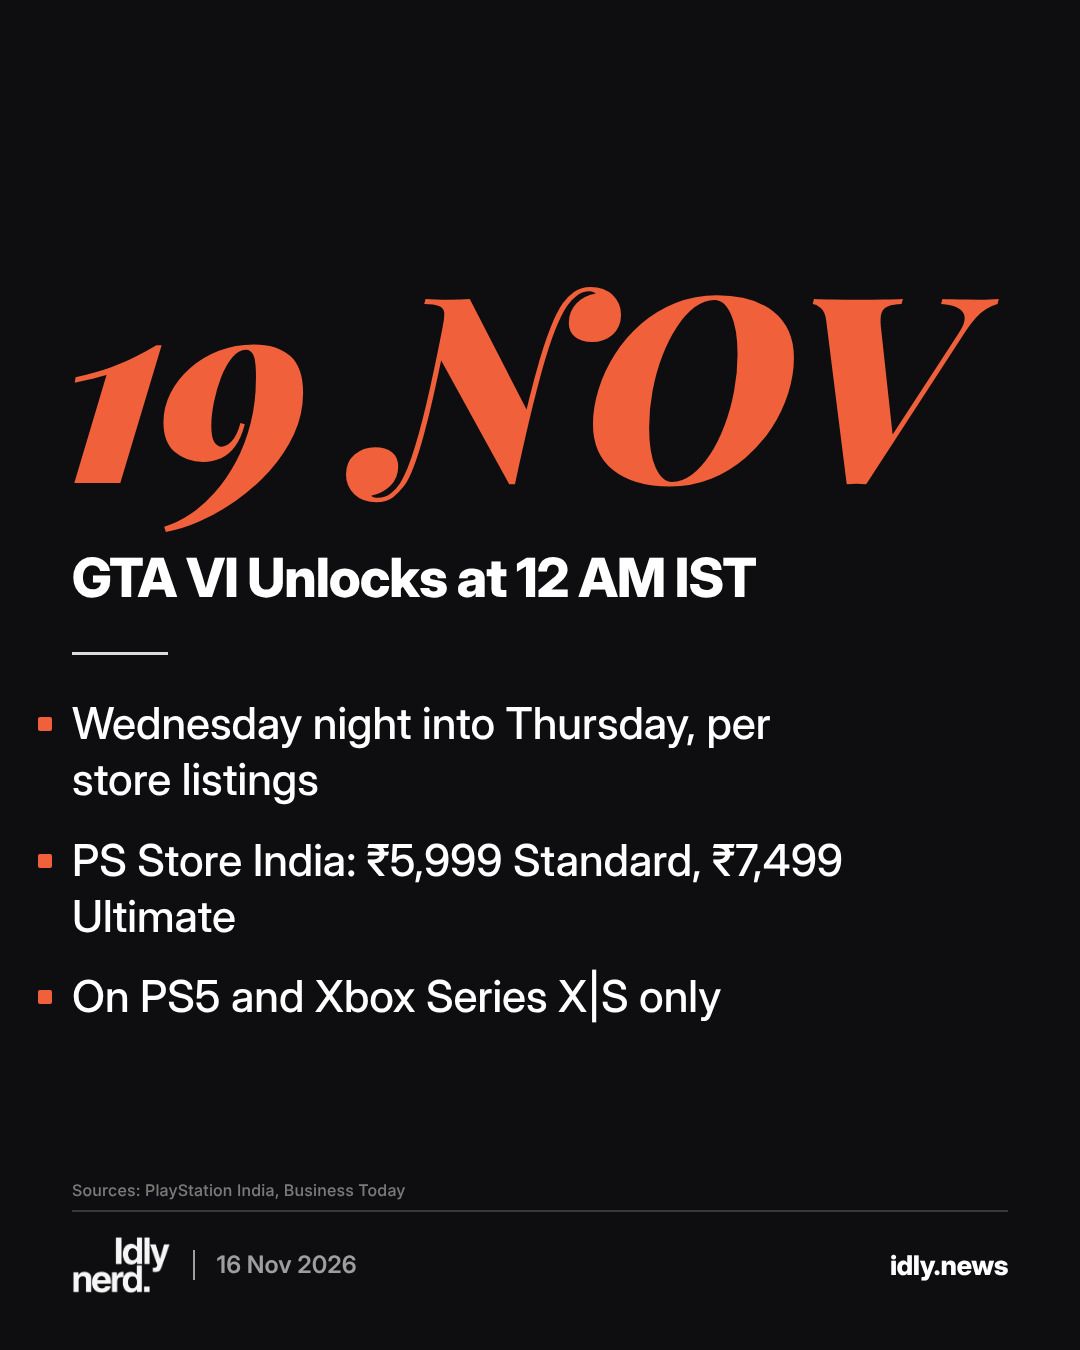 19 NOV
GTA VI Unlocks at 12 AM IST
Wednesday night into Thursday, per
store listings
PS Store India: ₹5,999 Standard, ₹7,499
Ultimate
On PS5 and Xbox Series X|S only
Sources: PlayStation India, Business Today
Idly
nerd.
16 Nov 2026
idly.news